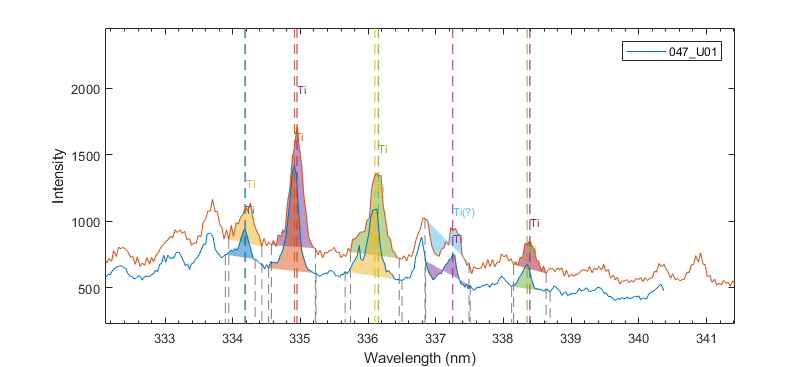 047_U01
2000
1500
1000
500
Intensity
Ti
Ti
Ti
Ti
Ti
Ti(?)
Ti
333
334
335
336
337
338
339
340
341
Wavelength (nm)